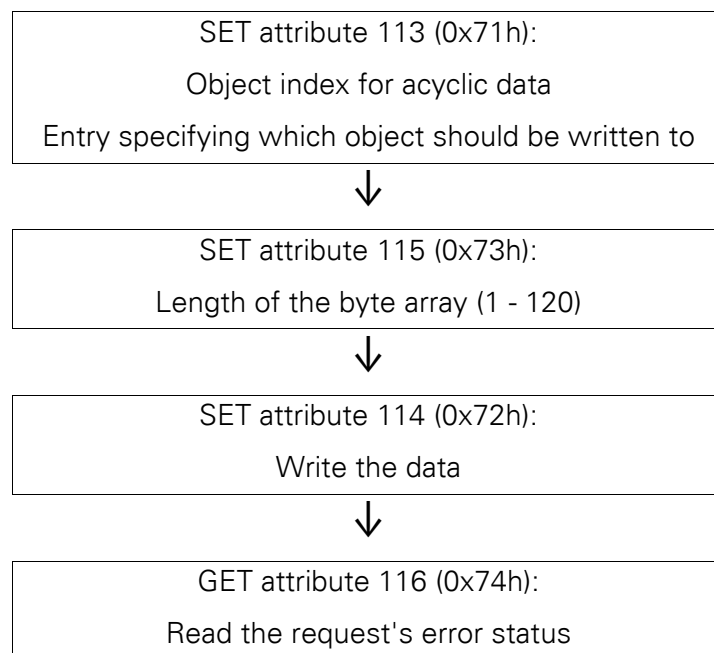 SET attribute 113 (0x71h):
Object index for acyclic data
Entry specifying which object should be written to
SET attribute 115 (0x73h):
Length of the byte array (1 - 120)
SET attribute 114 (0x72h):
Write the data
GET attribute 116 (0x74h):
Read the request's error status